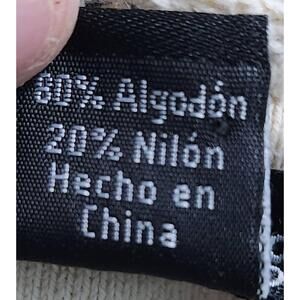 80% Algodón
20% Nilón
Hecho en
China